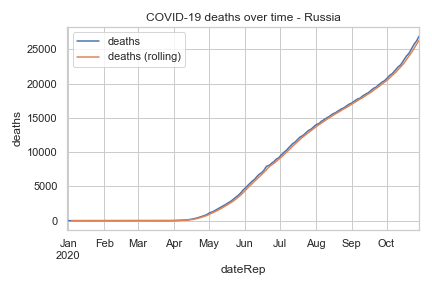 COVID-19 deaths over time - Russia
deaths
deaths (rolling)
25000
20000
15000
10000
5000
0
deaths
Jan Feb Mar Apr May Jun Jul Aug Sep Oct
2020
dateRep